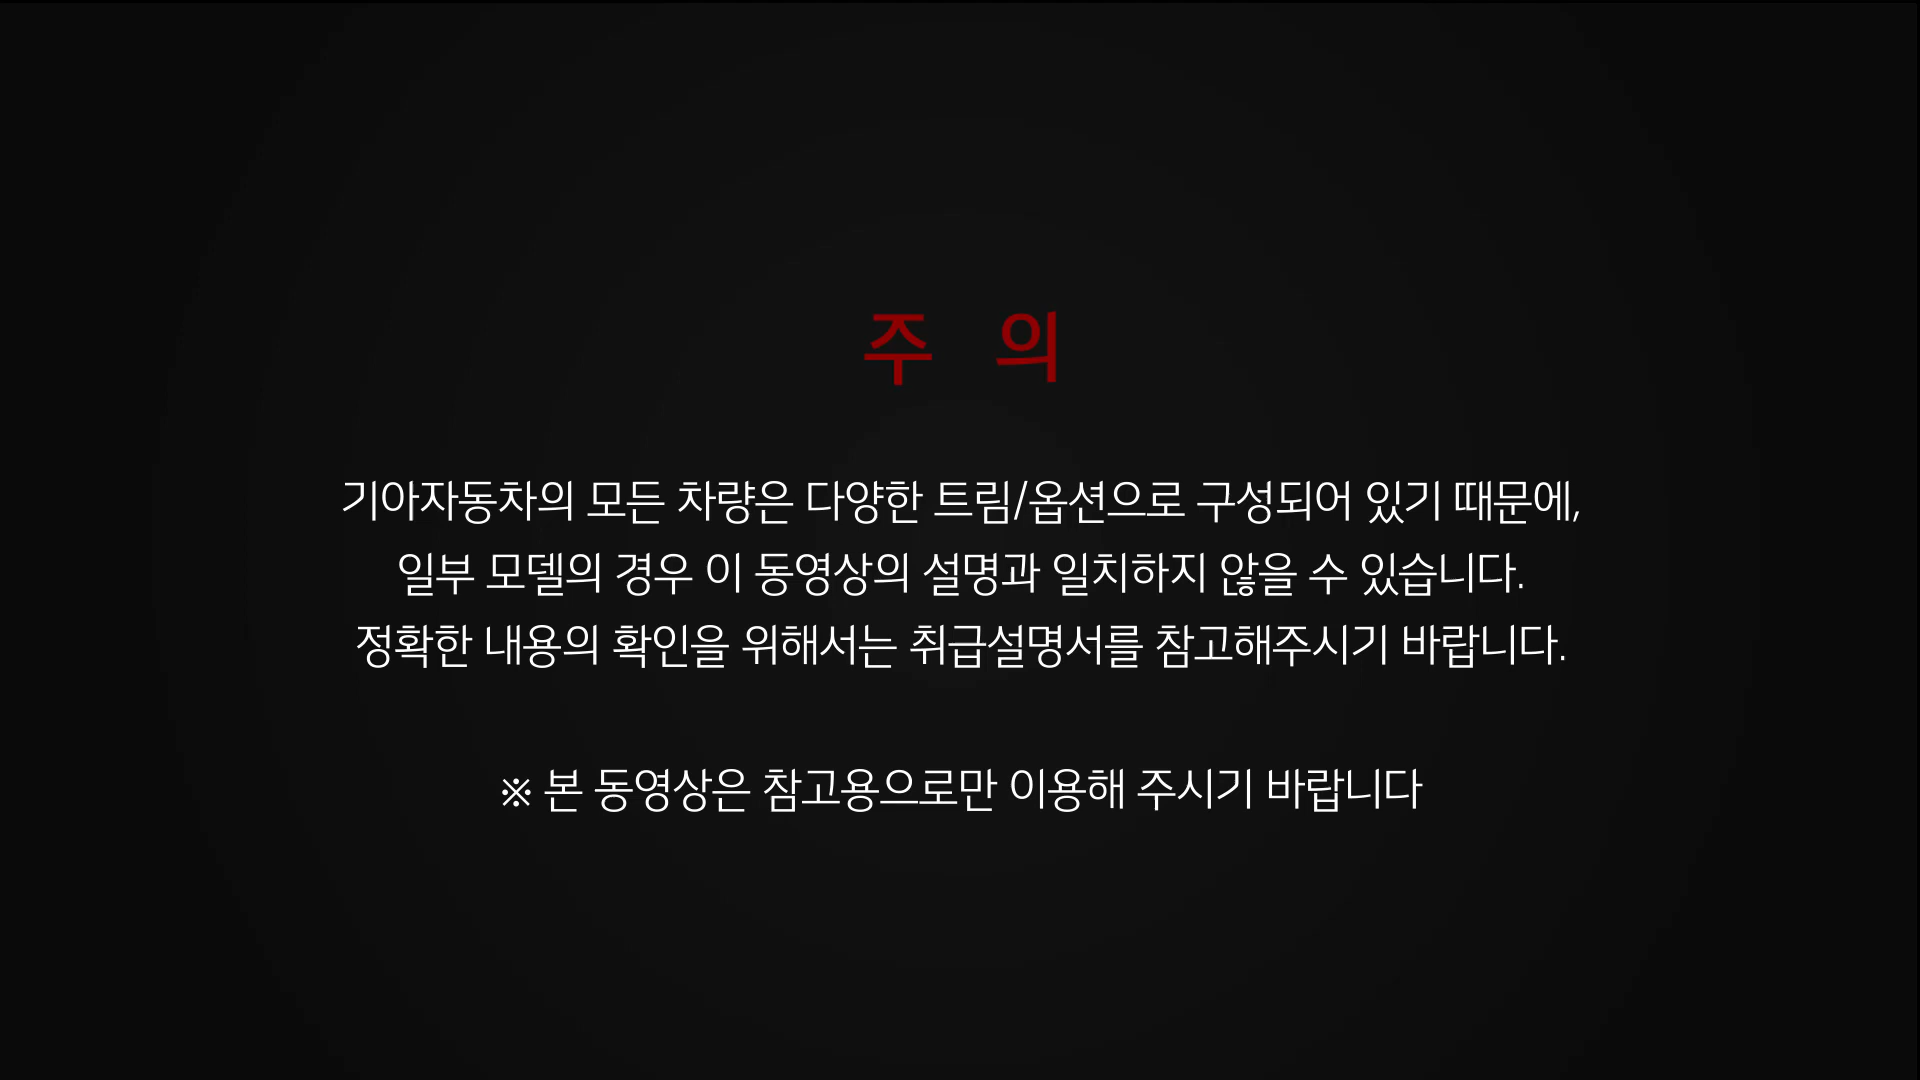 주 의
기아자동차의 모든 차량은 다양한 트림/옵션으로 구성되어 있기 때문에,
일부 모델의 경우 이 동영상의 설명과 일치하지 않을 수 있습니다.
정확한 내용의 확인을 위해서는 취급설명서를 참고해주시기 바랍니다.
※ 본 동영상은 참고용으로만 이용해 주시기 바랍니다